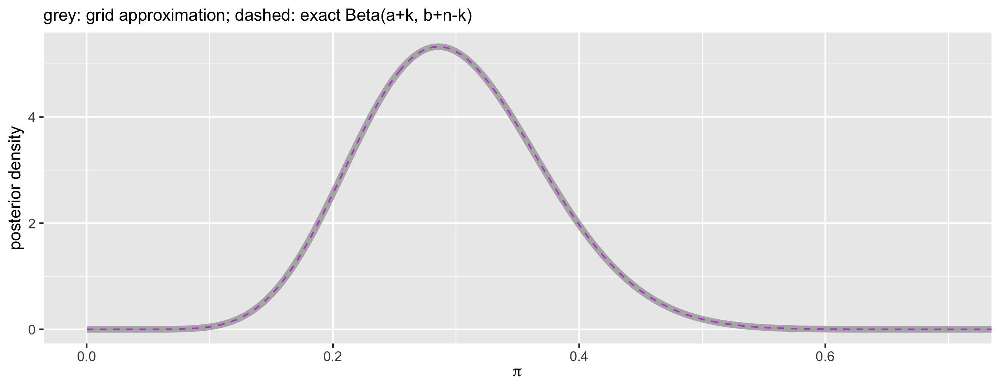 grey: grid approximation; dashed: exact Beta(a+k, b+n-k)
posterior density
4
2
0
0.0
0.2
0.4
0.6
π